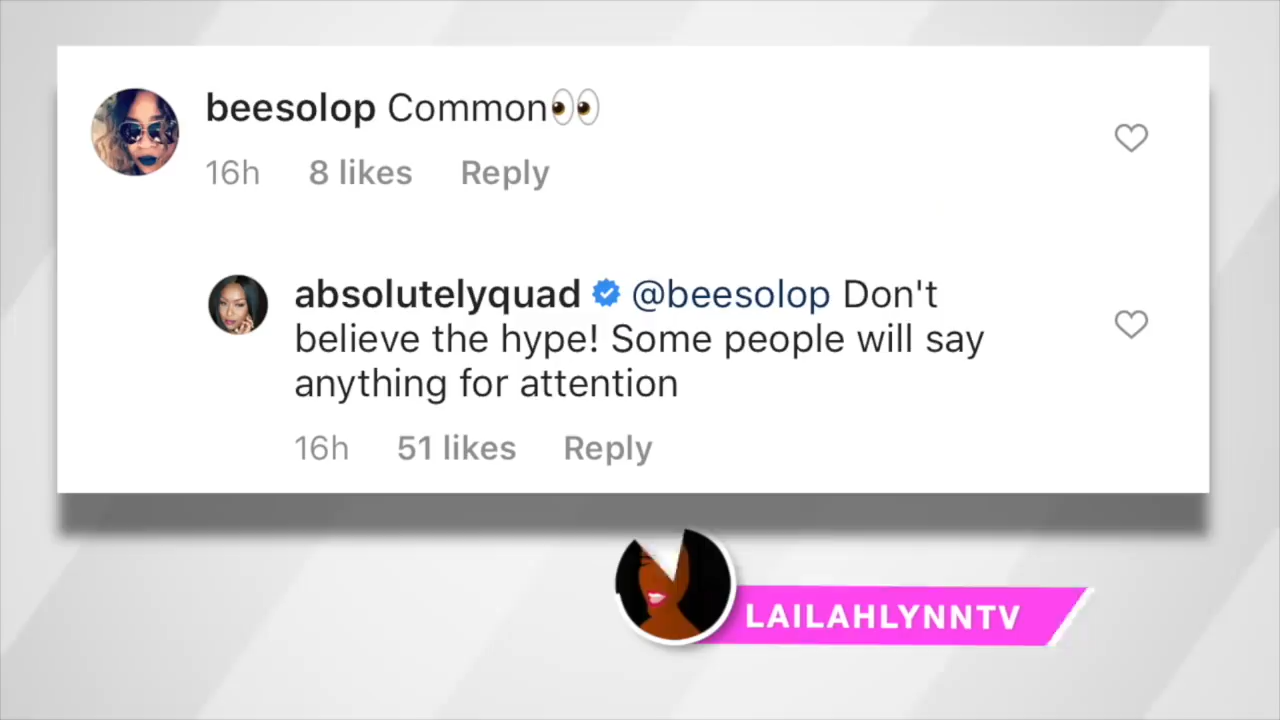 beesolop Common👀
16h 8 likes Reply
absolutelyquad @beesolop Don't
believe the hype! Some people will say
anything for attention
16h 51 likes Reply
LAILAHLYNNTV